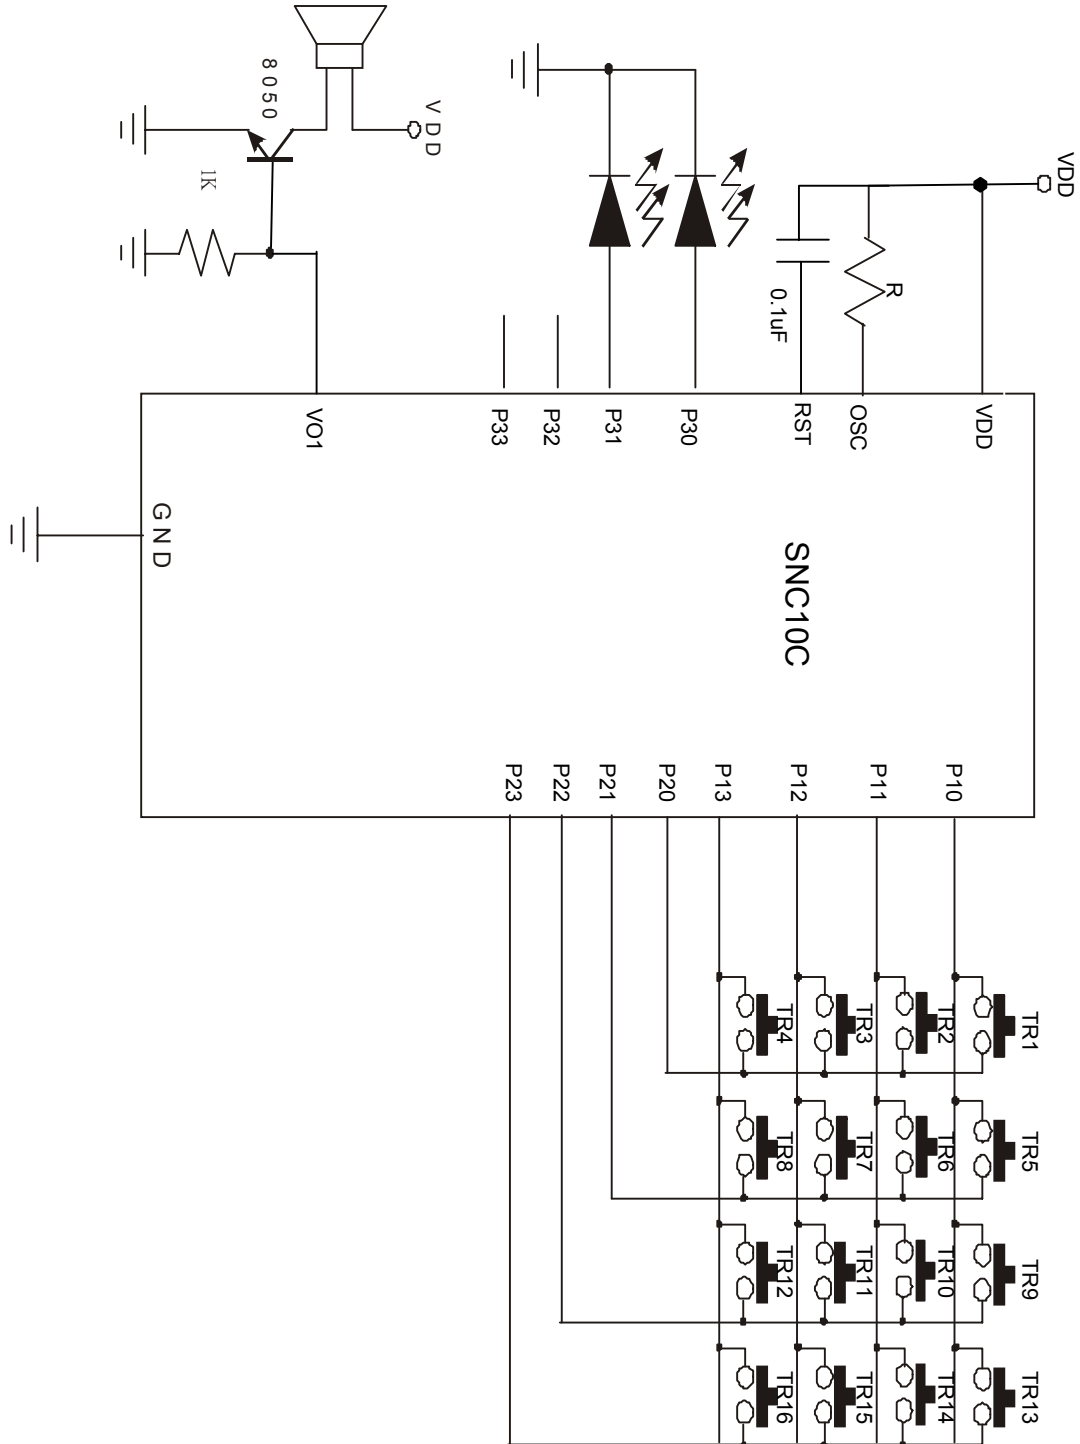 8050
VDD
VDD
1K
R
0.1uF
VO1
P33
P32
P31
P30
RST
OSC
VDD
GND
SNC10C
P23
P22
P21
P20
P13
P12
P11
P10
TR4
TR3
TR2
TR1
TR8
TR7
TR6
TR5
TR12
TR11
TR10
TR9
TR16
TR15
TR14
TR13